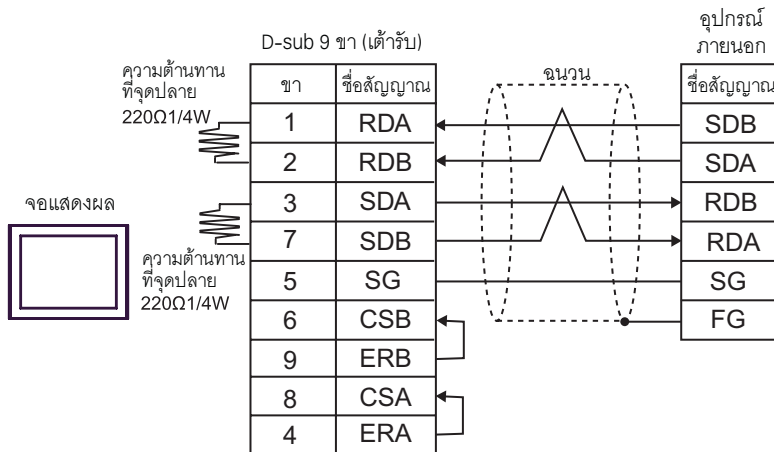 อุปกรณ์
ภายนอก
D-sub 9 ขา (เต้ารับ)
ความต้านทาน
ที่จุดปลาย
220Ω1/4W
ขา ชื่อสัญญาณ
ฉนวน
ชื่อสัญญาณ
1 RDA SDB
2 RDB SDA
3 SDA RDB
จอแสดงผล
7 SDB RDA
ความต้านทาน
ที่จุดปลาย
220Ω1/4W
5 SG SG
6 CSB FG
9 ERB
8 CSA
4 ERA